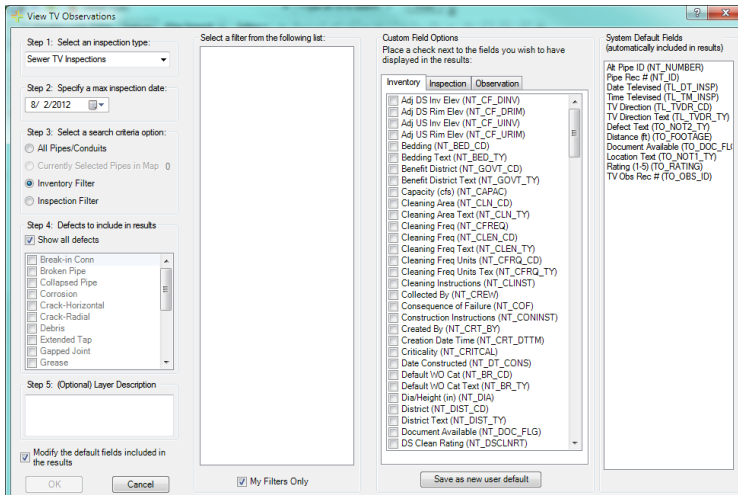 View TV Observations
Step 1: Select an inspection type:
Sewer TV Inspections
Step 2: Specify a max inspection date:
8/ 2/2012
Step 3: Select a search criteria option:
All Pipes/Conduits
Currently Selected Pipes in Map 0
Inventory Filter
Inspection Filter
Step 4: Defects to include in results
Show all defects
Break-in Conn
Broken Pipe
Collapsed Pipe
Corrosion
Crack-Horizontal
Crack-Radial
Debris
Extended Tap
Gapped Joint
Grease
Step 5: (Optional) Layer Description
Modify the default fields included in
the results
OK
Cancel
Select a filter from the following list:
My Filters Only
Custom Field Options
Place a check next to the fields you wish to have
displayed in the results:
Inventory
Inspection
Observation
Adj DS Inv Elev (NT_CF_DINV)
Adj DS Rim Elev (NT_CF_DRIM)
Adj US Inv Elev (NT_CF_UINV)
Adj US Rim Elev (NT_CF_URIM)
Bedding (NT_BED_CD)
Bedding Text (NT_BED_TY)
Benefit District (NT_GOVT_CD)
Benefit District Text (NT_GOVT_TY)
Capacity (cfs) (NT_CAPAC)
Cleaning Area (NT_CLN_CD)
Cleaning Area Text (NT_CLN_TY)
Cleaning Freq (NT_CFREQ)
Cleaning Freq (NT_CLEN_CD)
Cleaning Freq Text (NT_CLEN_TY)
Cleaning Freq Units (NT_CFRQ_CD)
Cleaning Freq Units Tex (NT_CFRQ_TY)
Cleaning Instructions (NT_CLINST)
Collected By (NT_CREW)
Consequence of Failure (NT_COF)
Construction Instructions (NT_CONINST)
Created By (NT_CRT_BY)
Creation Date Time (NT_CRT_DTTM)
Criticality (NT_CRITCAL)
Date Constructed (NT_DT_CONS)
Default WO Cat (NT_BR_CD)
Default WO Cat Text (NT_BR_TY)
Dia/Height (in) (NT_DIA)
District (NT_DIST_CD)
District Text (NT_DIST_TY)
Document Available (NT_DOC_FLG)
DS Clean Rating (NT_DSCLNRT)
Save as new user default
System Default Fields
(automatically included in results)
Alt Pipe ID (NT_NUMBER)
Pipe Rec # (NT_ID)
Date Televised (TL_DT_INSP)
Time Televised (TL_TM_INSP)
TV Direction (TL_TVDR_CD)
TV Direction Text (TL_TVDR_TY)
Defect Text (TO_NOT2_TY)
Distance (ft) (TO_FOOTAGE)
Document Available (TO_DOC_FL
Location Text (TO_NOT1_TY)
Rating (1-5) (TO_RATING)
TV Obs Rec # (TO_OBS_ID)